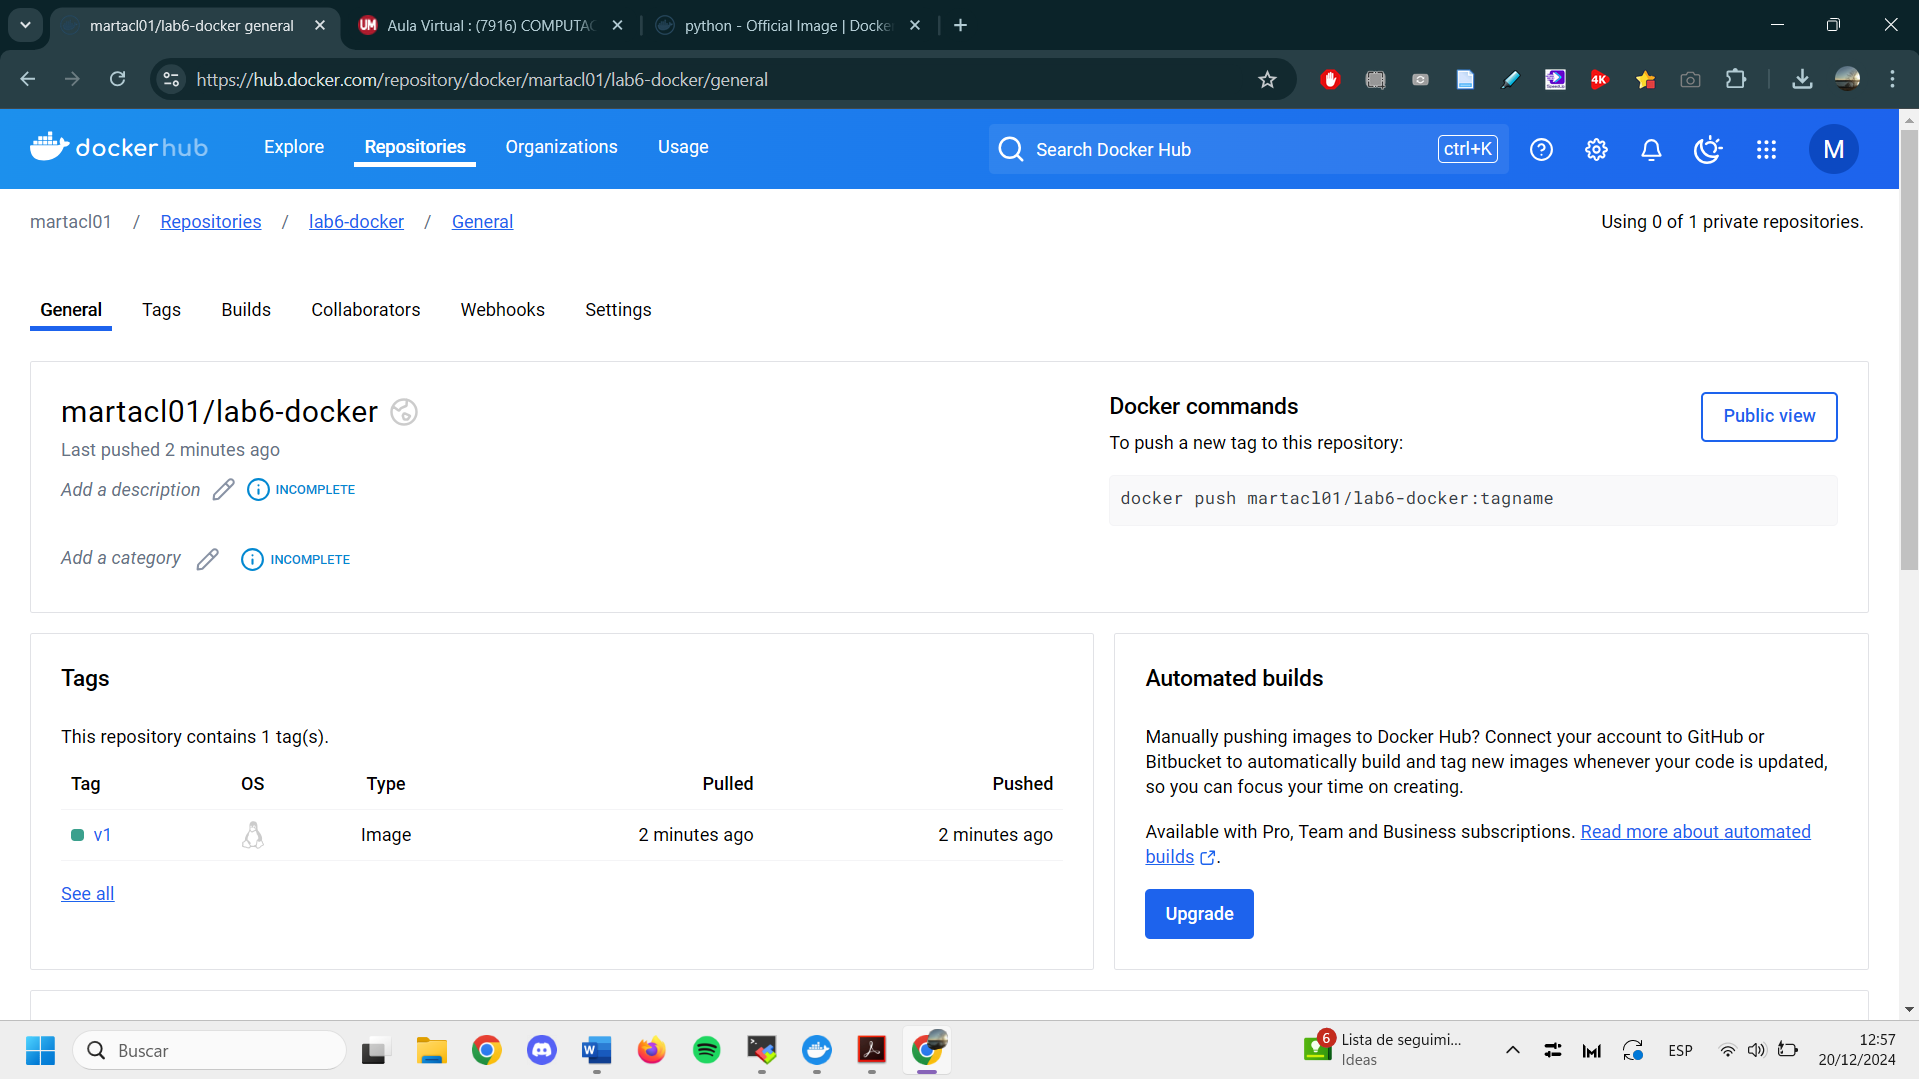 martacl01/lab6-docker general
Aula Virtual : (7916) COMPUTAC
python - Official Image | Docke
https://hub.docker.com/repository/docker/martacl01/lab6-docker/general
dockerhub
Explore
Repositories
Organizations
Usage
Search Docker Hub
ctrl+K
M
martacl01 / Repositories / lab6-docker / General
Using 0 of 1 private repositories.
General
Tags
Builds
Collaborators
Webhooks
Settings
martacl01/lab6-docker
Last pushed 2 minutes ago
Add a description
INCOMPLETE
Add a category
INCOMPLETE
Docker commands
Public view
To push a new tag to this repository:
docker push martacl01/lab6-docker:tagname
Tags
This repository contains 1 tag(s).
Tag OS Type Pulled Pushed
v1 Image 2 minutes ago 2 minutes ago
See all
Automated builds
Manually pushing images to Docker Hub? Connect your account to GitHub or
Bitbucket to automatically build and tag new images whenever your code is updated,
so you can focus your time on creating.
Available with Pro, Team and Business subscriptions. Read more about automated
builds .
Upgrade
Buscar
6
Lista de seguimi...
Ideas
ESP
12:57
20/12/2024